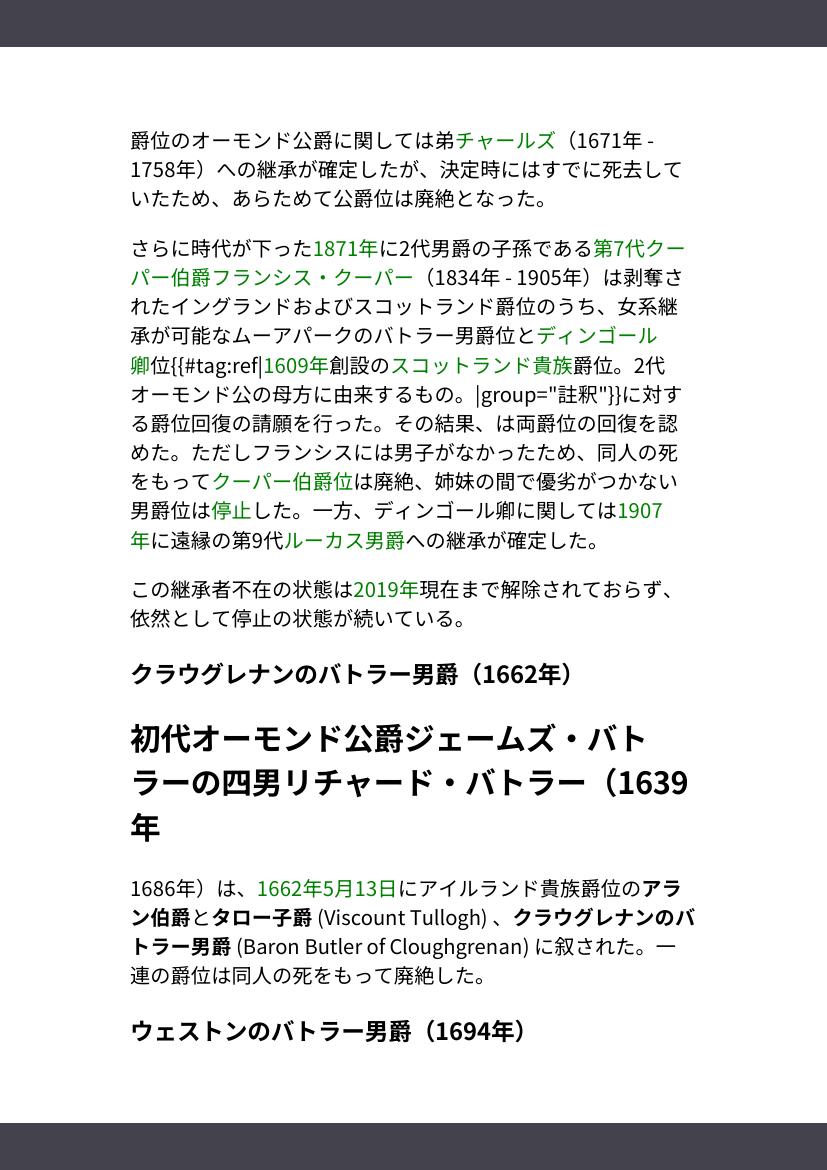 爵位のオーモンド公爵に関しては弟チャールズ（1671年 -
1758年）への継承が確定したが、決定時にはすでに死去して
いたため、あらためて公爵位は廃絶となった。
さらに時代が下った1871年に2代男爵の子孫である第7代クー
パー伯爵フランシス・クーパー（1834年 - 1905年）は剥奪さ
れたイングランドおよびスコットランド爵位のうち、女系継
承が可能なムーアパークのバトラー男爵位とディンゴール
卿位{{#tag:ref|1609年創設のスコットランド貴族爵位。2代
オーモンド公の母方に由来するもの。|group="註釈"}}に対す
る爵位回復の請願を行った。その結果、は両爵位の回復を認
めた。ただしフランシスには男子がなかったため、同人の死
をもってクーパー伯爵位は廃絶、姉妹の間で優劣がつかない
男爵位は停止した。一方、ディンゴール卿に関しては1907
年に遠縁の第9代ルーカス男爵への継承が確定した。
この継承者不在の状態は2019年現在まで解除されておらず、
依然として停止の状態が続いている。
クラウグレナンのバトラー男爵（1662年）
初代オーモンド公爵ジェームズ・バト
ラーの四男リチャード・バトラー（1639
年
1686年）は、1662年5月13日にアイルランド貴族爵位のアラ
ン伯爵とタロー子爵 (Viscount Tullogh) 、クラウグレナンのバ
トラー男爵 (Baron Butler of Cloughgrenan) に叙された。一
連の爵位は同人の死をもって廃絶した。
ウェストンのバトラー男爵（1694年）